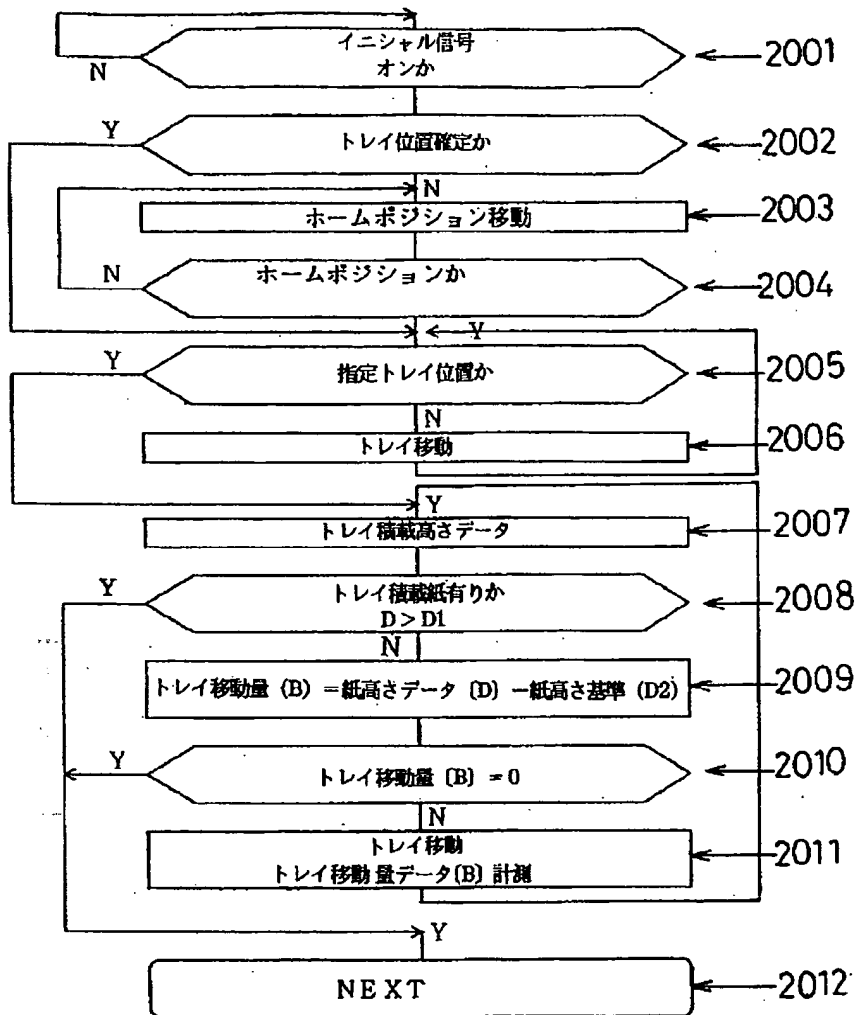 イニシャル信号
オンか
N
2001
Y
トレイ位置確定か
2002
N
ホームポジション移動
2003
N
ホームポジションか
2004
Y
Y
指定トレイ位置か
2005
N
トレイ移動
2006
Y
トレイ積載高さデータ
2007
Y
トレイ積載紙有りか
D > D1
2008
N
トレイ移動量 (B) =紙高さデータ (D) ー紙高さ基準 (D2)
2009
Y
トレイ移動量 (B) = 0
2010
N
トレイ移動
トレイ移動量データ(B) 計測
2011
Y
NEXT
2012